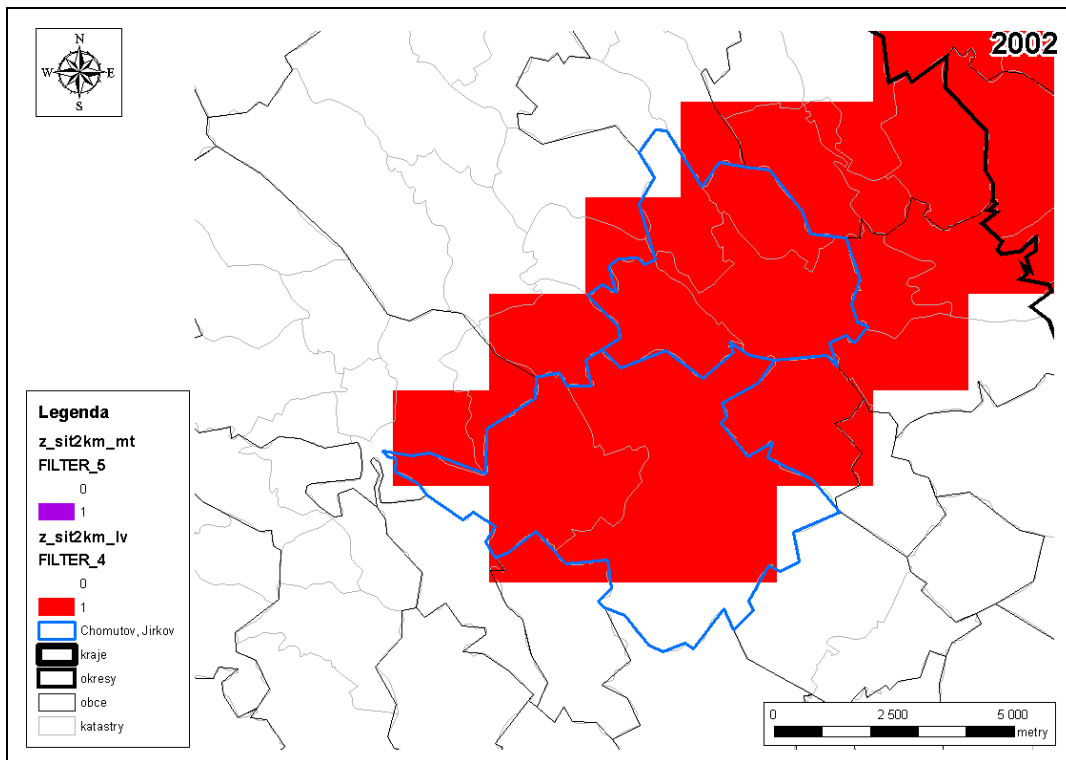 N
W E
S
2002
Legenda
z_sit2km_mt
FILTER_5
0
1
z_sit2km_lv
FILTER_4
0
1
Chomutov, Jirkov
kraje
okresy
obce
katastry
0 2 500 5 000
metry